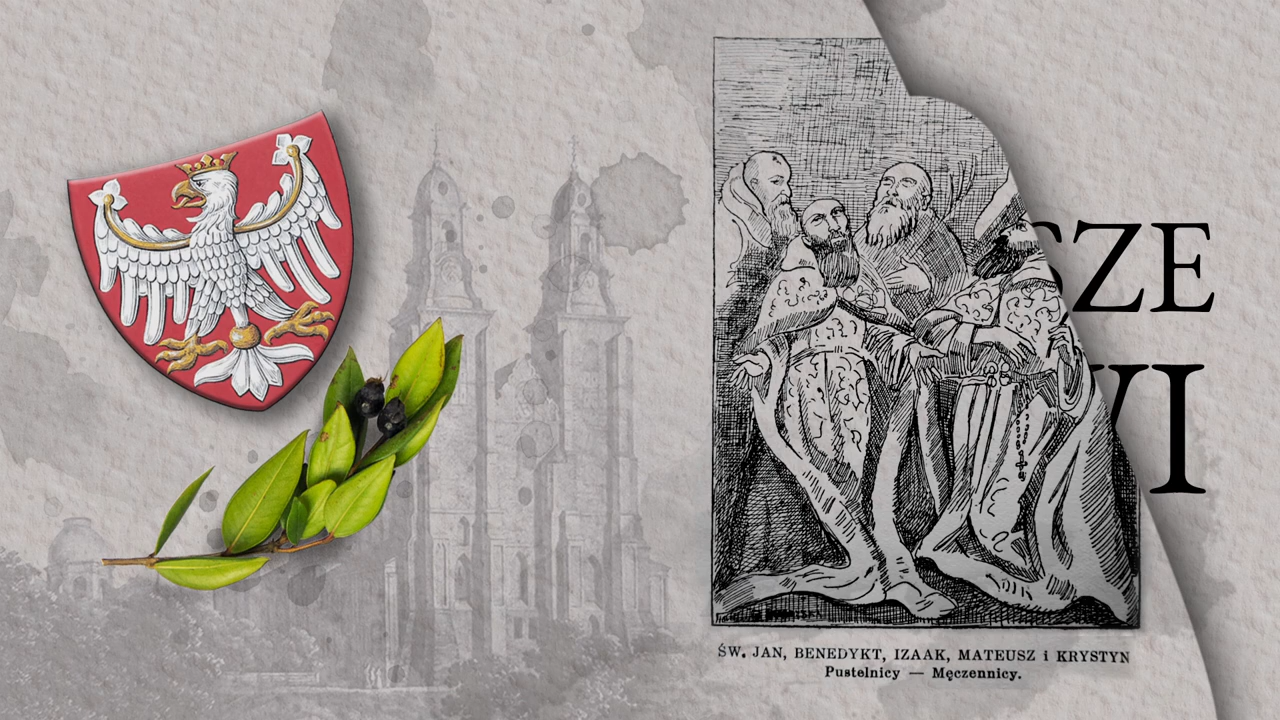 ŚW. JAN, BENEDYKT, IZAAK, MATEUSZ i KRYSTYN
Pustelnicy — Męczennicy.
SZE
WI